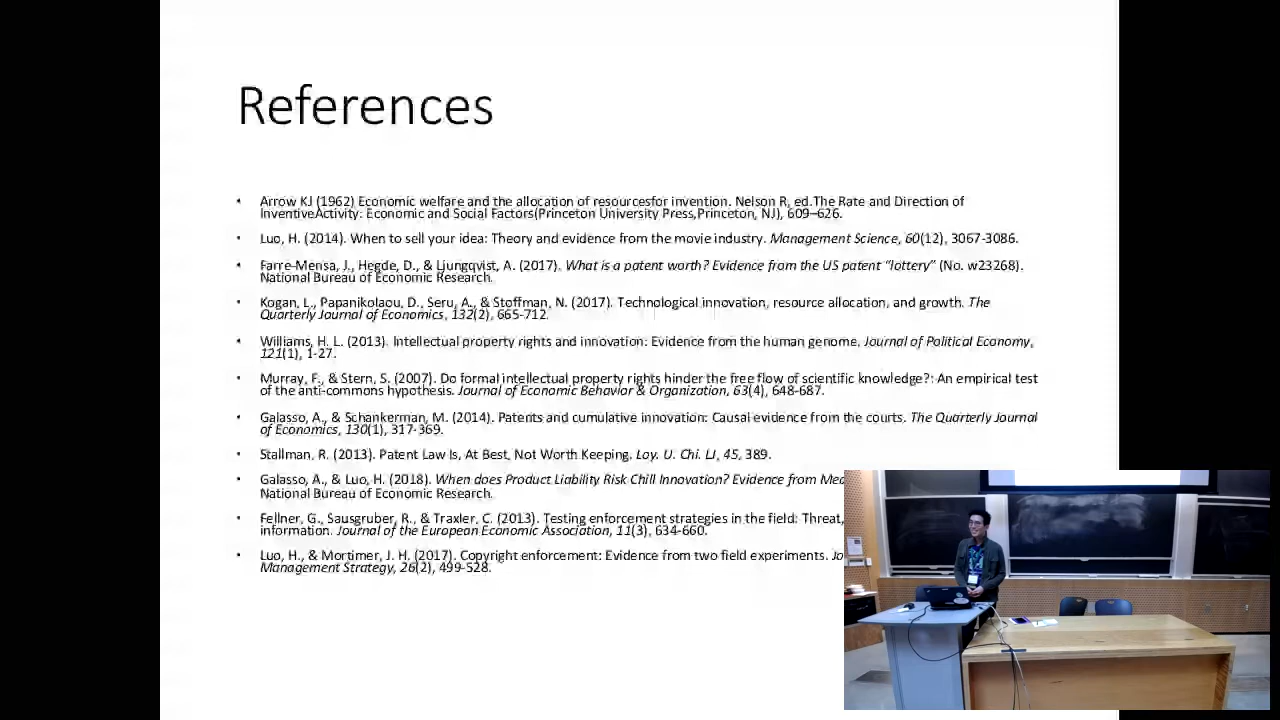 References
• Arrow KJ (1962) Economic welfare and the allocation of resourcesfor invention. Nelson R, ed.The Rate and Direction of
InventiveActivity: Economic and Social Factors(Princeton University Press,Princeton, NJ), 609–626.
• Luo, H. (2014). When to sell your idea: Theory and evidence from the movie industry. Management Science, 60(12), 3067-3086.
• Farre-Mensa, J., Hegde, D., & Ljungqvist, A. (2017). What is a patent worth? Evidence from the US patent “lottery” (No. w23268).
National Bureau of Economic Research.
• Kogan, L., Papanikolaou, D., Seru, A., & Stoffman, N. (2017). Technological innovation, resource allocation, and growth. The
Quarterly Journal of Economics, 132(2), 665-712.
• Williams, H. L. (2013). Intellectual property rights and innovation: Evidence from the human genome. Journal of Political Economy,
121(1), 1-27.
• Murray, F., & Stern, S. (2007). Do formal intellectual property rights hinder the free flow of scientific knowledge?: An empirical test
of the anti-commons hypothesis. Journal of Economic Behavior & Organization, 63(4), 648-687.
• Galasso, A., & Schankerman, M. (2014). Patents and cumulative innovation: Causal evidence from the courts. The Quarterly Journal
of Economics, 130(1), 317-369.
• Stallman, R. (2013). Patent Law Is, At Best, Not Worth Keeping. Loy. U. Chi. LJ, 45, 389.
• Galasso, A., & Luo, H. (2018). When does Product Liability Risk Chill Innovation? Evidence from Med
National Bureau of Economic Research.
• Fellner, G., Sausgruber, R., & Traxler, C. (2013). Testing enforcement strategies in the field: Threat,
information. Journal of the European Economic Association, 11(3), 634-660.
• Luo, H., & Mortimer, J. H. (2017). Copyright enforcement: Evidence from two field experiments. Jo
Management Strategy, 26(2), 499-528.